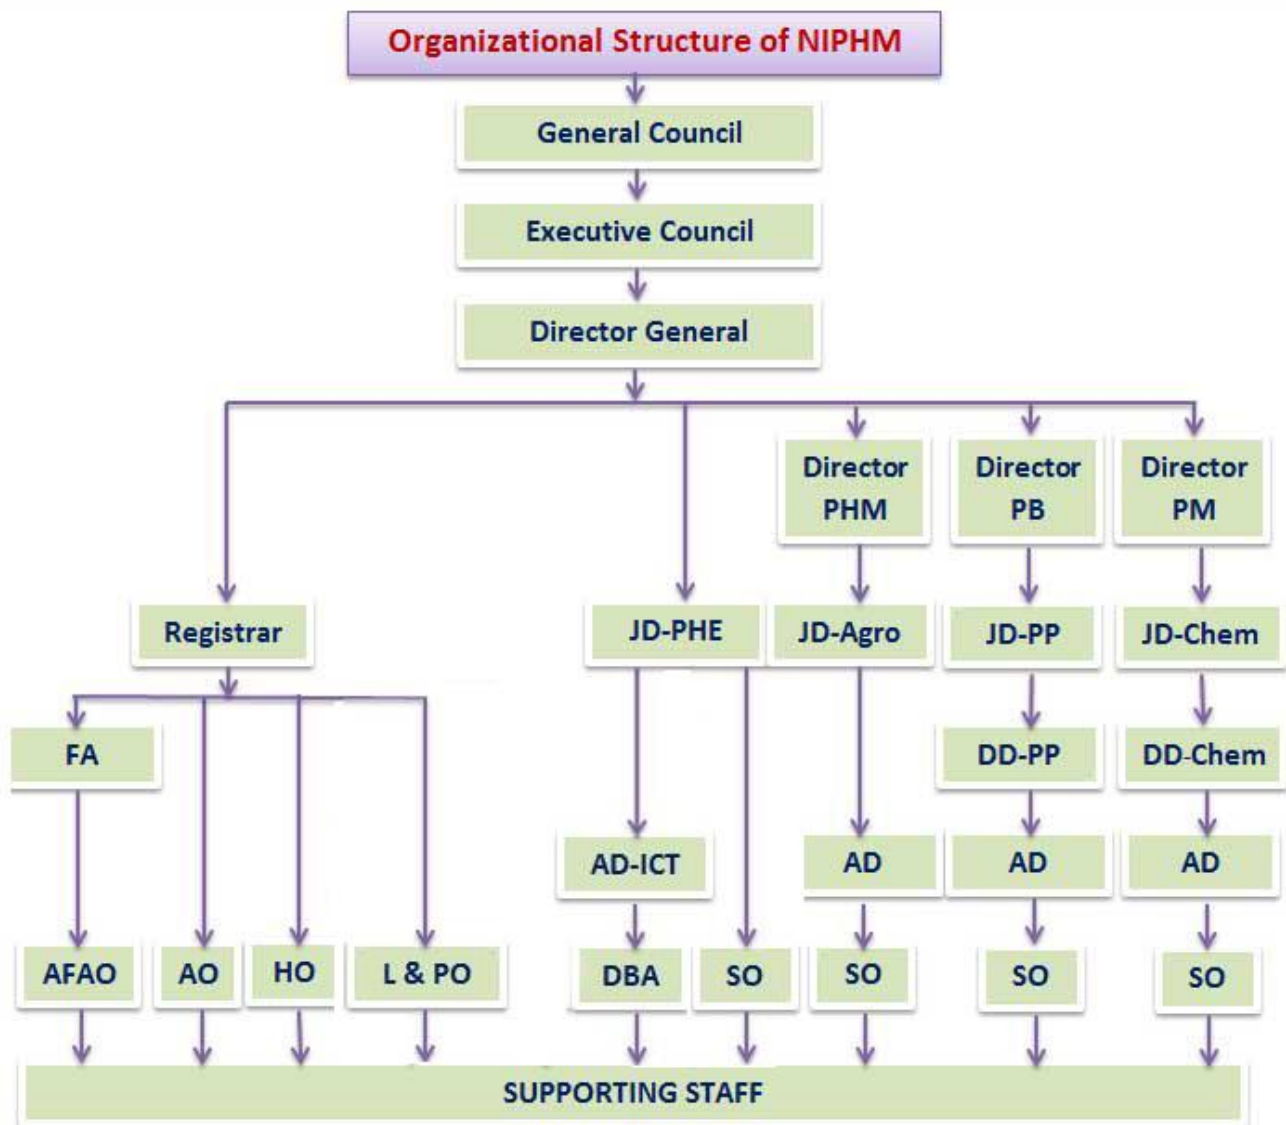 Organizational Structure of NIPHM
General Council
Executive Council
Director General
Director
PHM
Director
PB
Director
PM
Registrar
JD-PHE
JD-Agro
JD-PP
JD-Chem
FA
DD-PP
DD-Chem
AD-ICT
AD
AD
AD
AFAO
AO
HO
L & PO
DBA
SO
SO
SO
SO
SUPPORTING STAFF